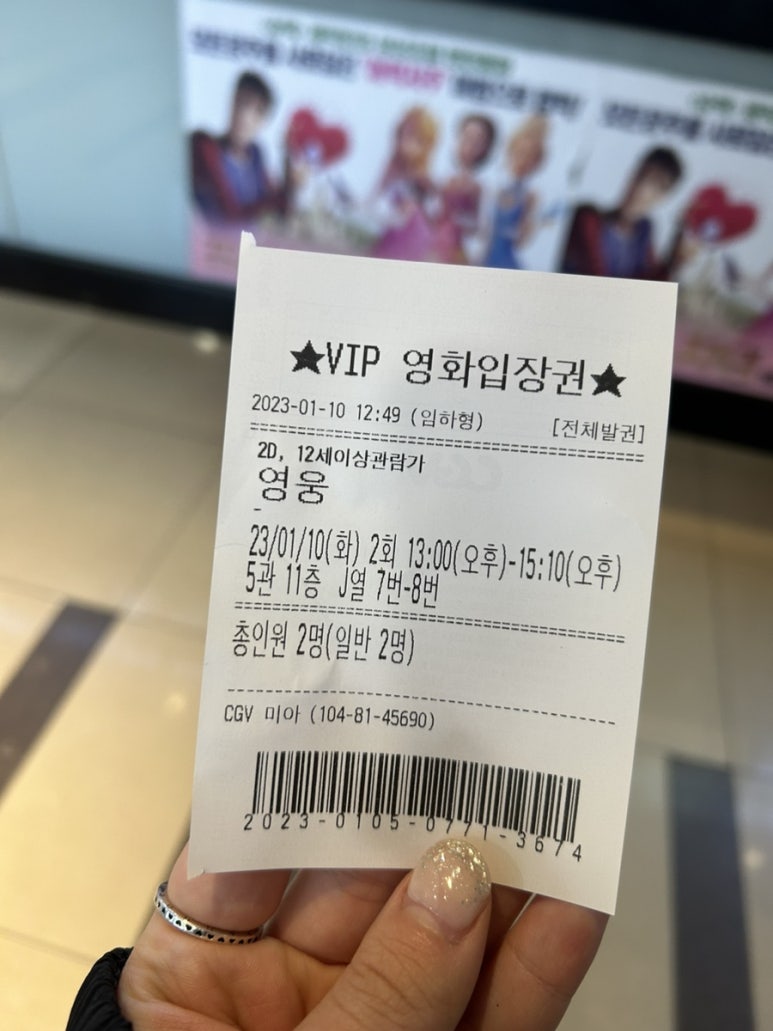 ★VIP 영화입장권★
2023-01-10 12:49 (임하형) [전체발권]
2D, 12세이상관람가
영웅
-
23/01/10(화) 2회 13:00(오후)-15:10(오후)
5관 11층 J열 7번-8번
총인원 2명(일반 2명)
CGV 미아 (104-81-45690)
2023-0105-0771-3674